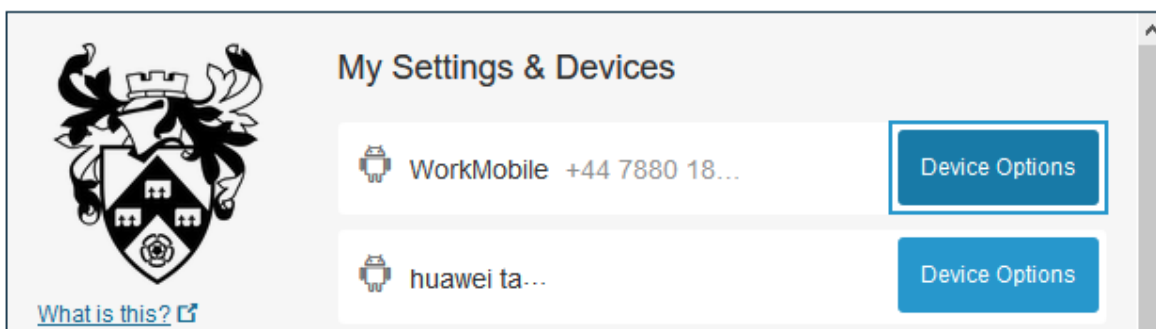 My Settings & Devices
WorkMobile +44 7880 18... Device Options
huawei ta... Device Options
What is this?